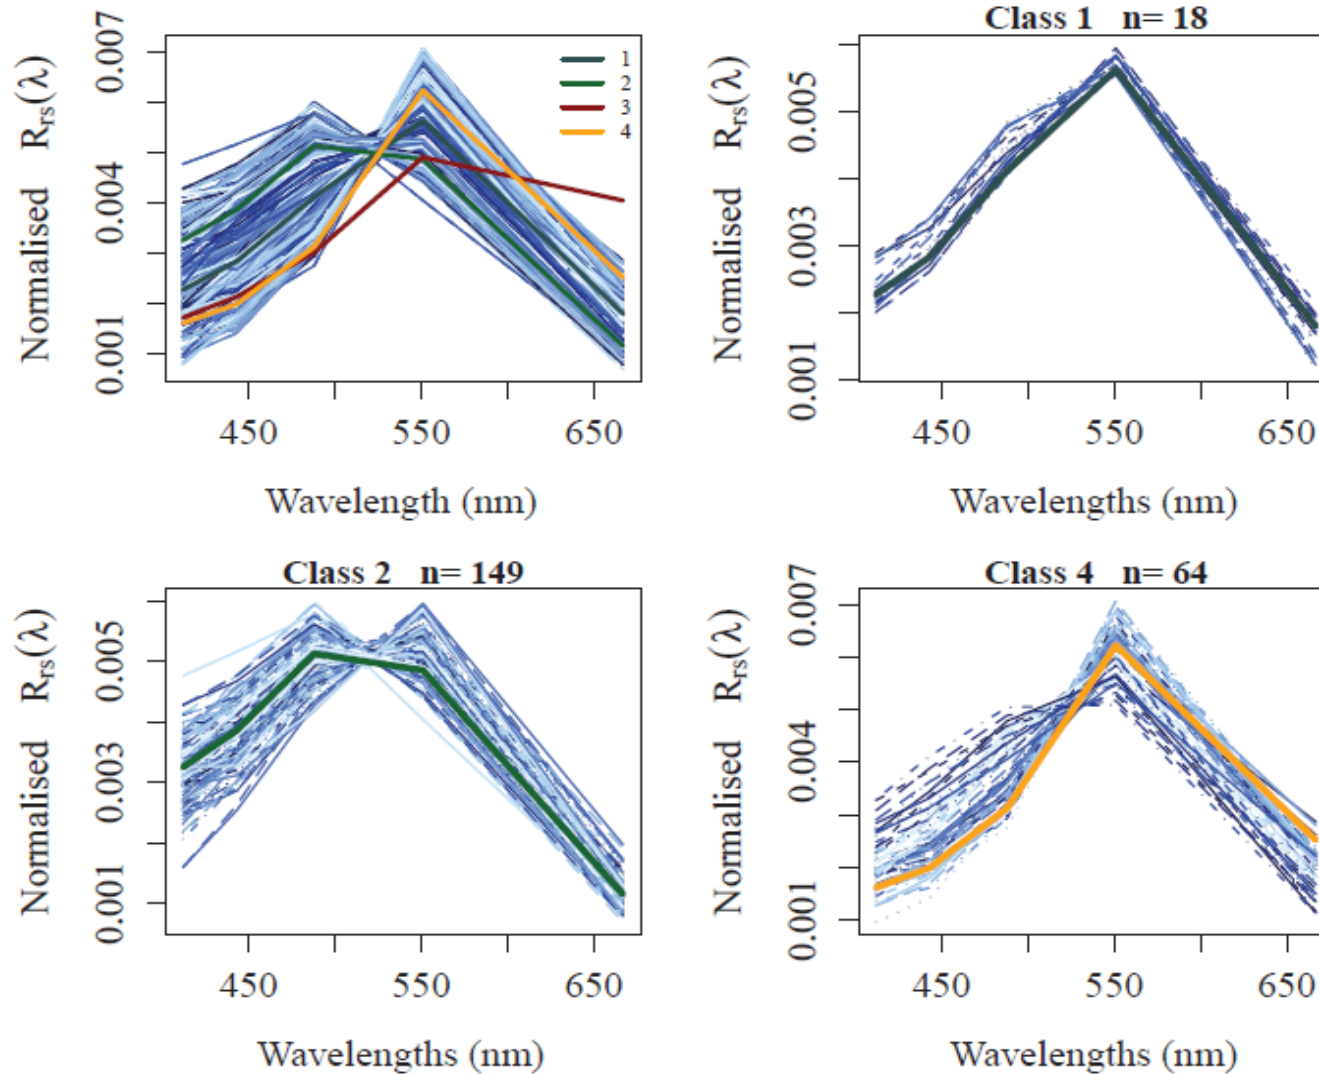 Normalised Rrs(λ)
0.007
0.004
0.001
1
2
3
4
450 550 650
Wavelength (nm)
Class 1 n= 18
Normalised Rrs(λ)
0.005
0.003
0.001
450 550 650
Wavelengths (nm)
Class 2 n= 149
Normalised Rrs(λ)
0.005
0.003
0.001
450 550 650
Wavelengths (nm)
Class 4 n= 64
Normalised Rrs(λ)
0.007
0.004
0.001
450 550 650
Wavelengths (nm)